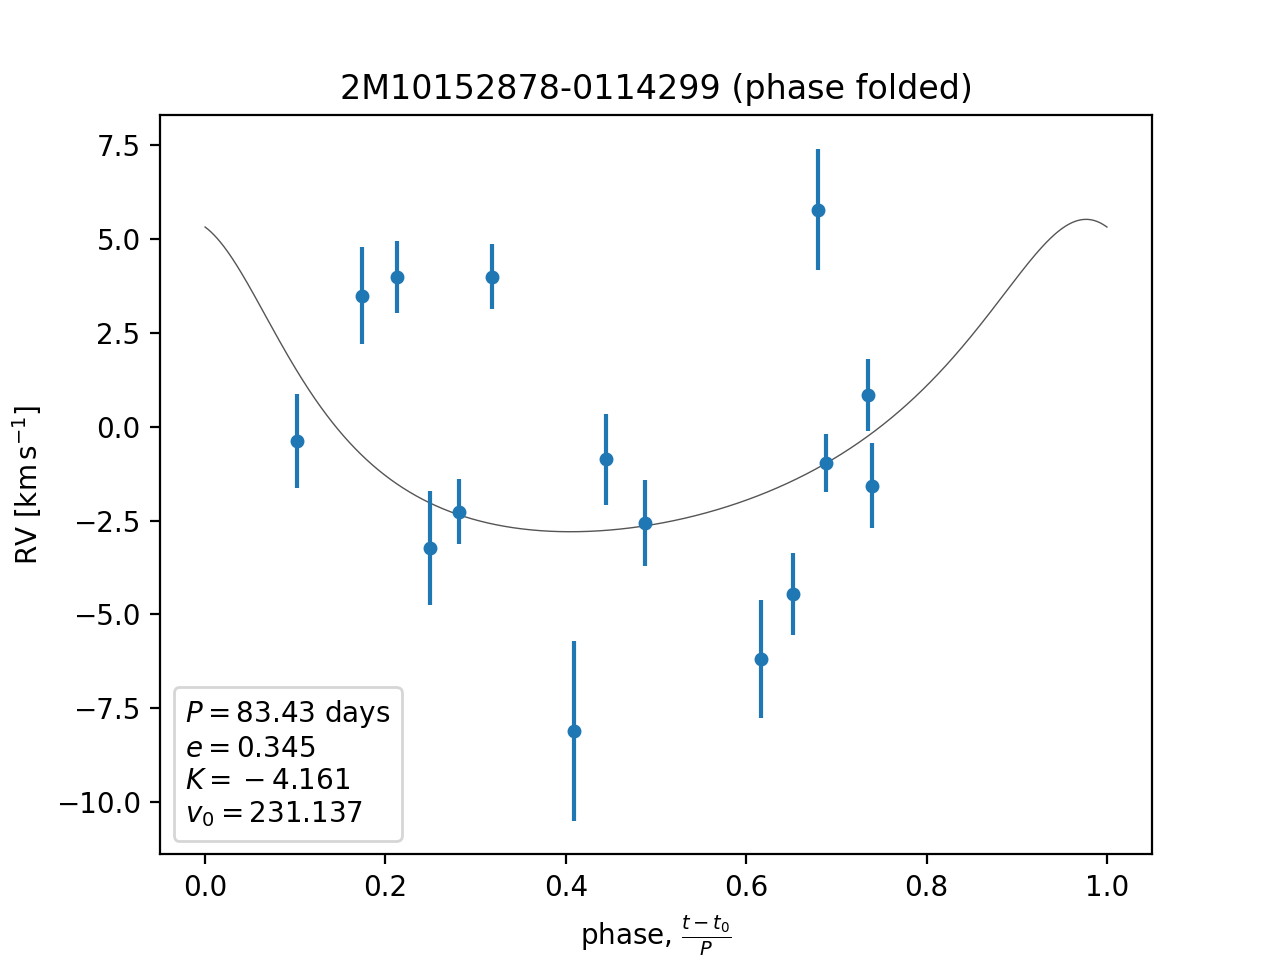 2M10152878-0114299 (phase folded)
7.5
5.0
2.5
0.0
−2.5
−5.0
−7.5
−10.0
RV [km s⁻¹]
P = 83.43 days
e = 0.345
K = −4.161
v₀ = 231.137
0.0 0.2 0.4 0.6 0.8 1.0
phase, (t − t₀)/P